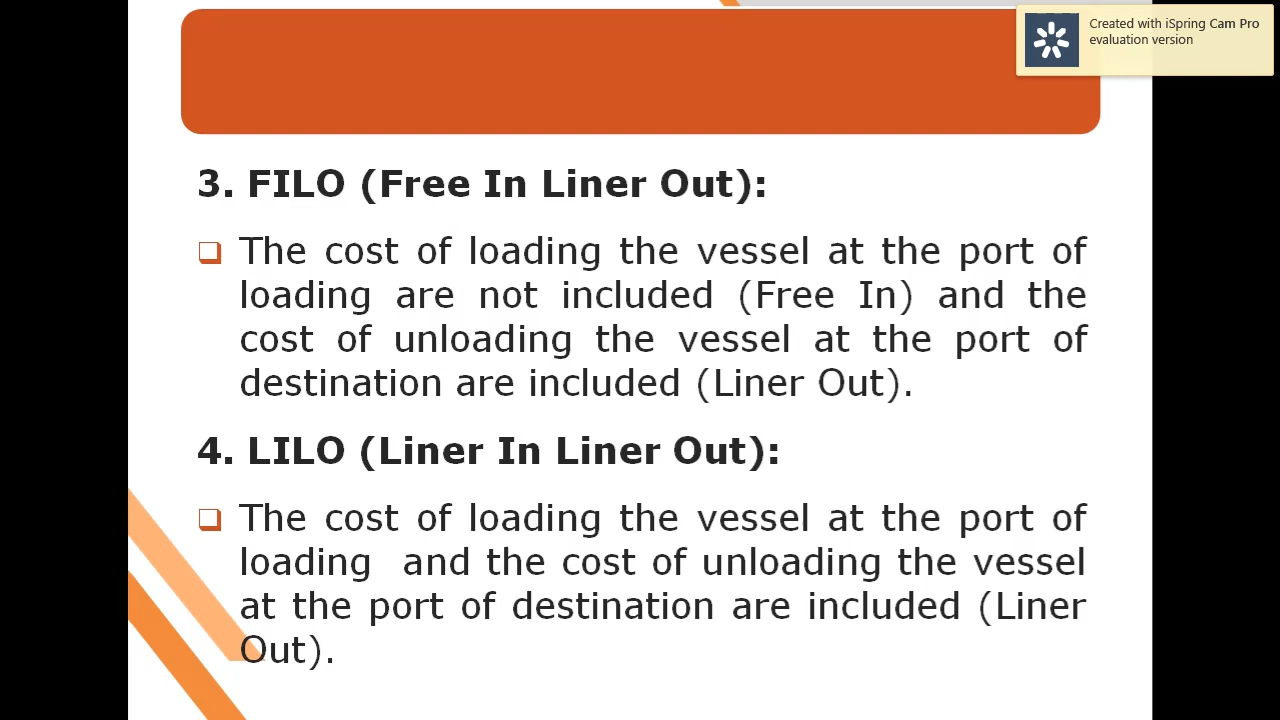 Created with iSpring Cam Pro
evaluation version
3. FILO (Free In Liner Out):
The cost of loading the vessel at the port of
loading are not included (Free In) and the
cost of unloading the vessel at the port of
destination are included (Liner Out).
4. LILO (Liner In Liner Out):
The cost of loading the vessel at the port of
loading and the cost of unloading the vessel
at the port of destination are included (Liner
Out).